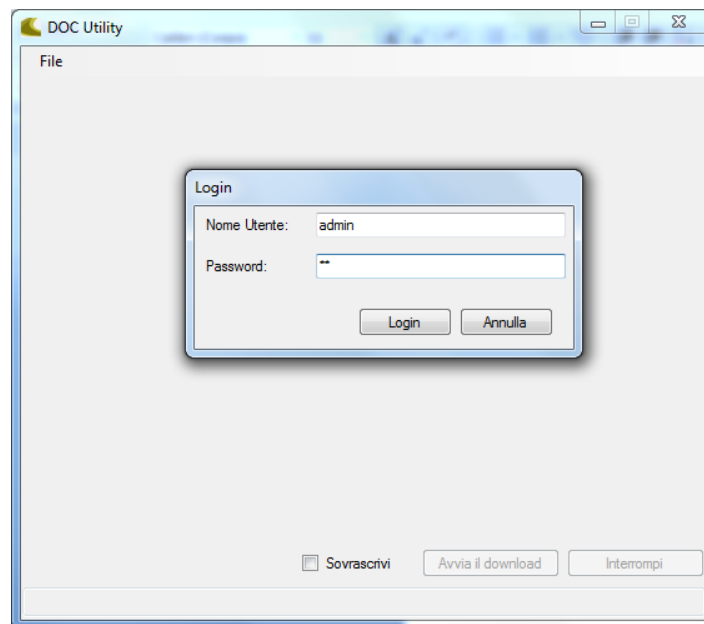 DOC Utility
File
Login
Nome Utente: admin
Password: **
Login Annulla
Sovrascrivi Avvia il download Interrompi